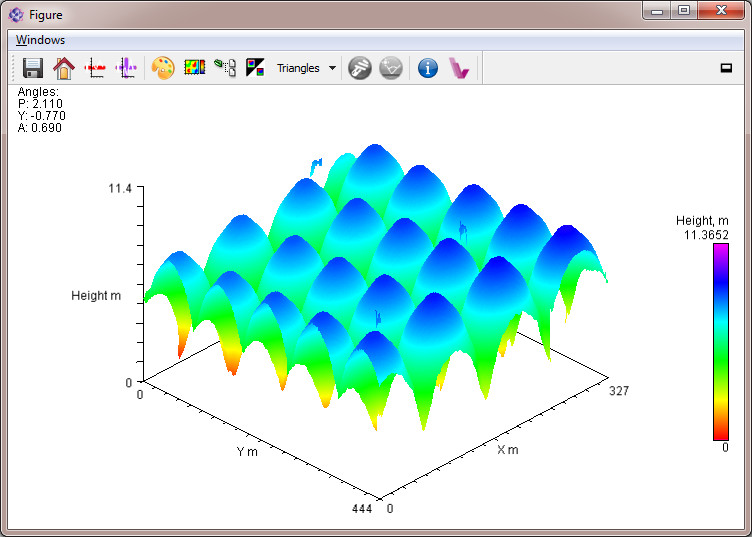 Figure
Windows
Triangles
Angles:
P: 2.110
Y: -0.770
A: 0.690
11.4
Height m
0
0
Y m
444
0
X m
327
Height, m
11.3652
0